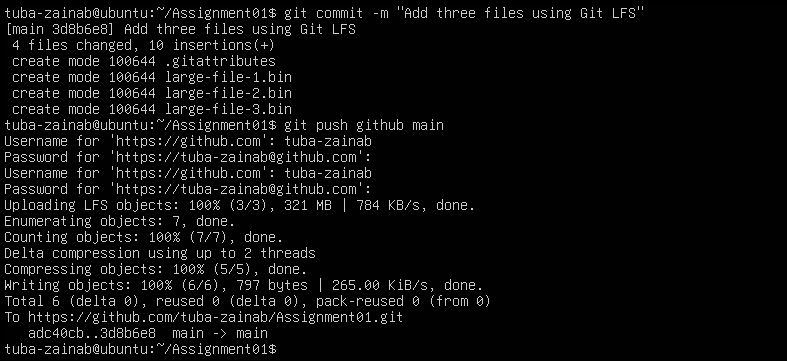 tuba-zainab@ubuntu:~/Assignment01$ git commit -m "Add three files using Git LFS"
[main 3d8b6e8] Add three files using Git LFS
 4 files changed, 10 insertions(+)
 create mode 100644 .gitattributes
 create mode 100644 large-file-1.bin
 create mode 100644 large-file-2.bin
 create mode 100644 large-file-3.bin
tuba-zainab@ubuntu:~/Assignment01$ git push github main
Username for 'https://github.com': tuba-zainab
Password for 'https://tuba-zainab@github.com':
Username for 'https://github.com': tuba-zainab
Password for 'https://tuba-zainab@github.com':
Uploading LFS objects: 100% (3/3), 321 MB | 784 KB/s, done.
Enumerating objects: 7, done.
Counting objects: 100% (7/7), done.
Delta compression using up to 2 threads
Compressing objects: 100% (5/5), done.
Writing objects: 100% (6/6), 797 bytes | 265.00 KiB/s, done.
Total 6 (delta 0), reused 0 (delta 0), pack-reused 0 (from 0)
To https://github.com/tuba-zainab/Assignment01.git
   adc40cb..3d8b6e8  main -> main
tuba-zainab@ubuntu:~/Assignment01$